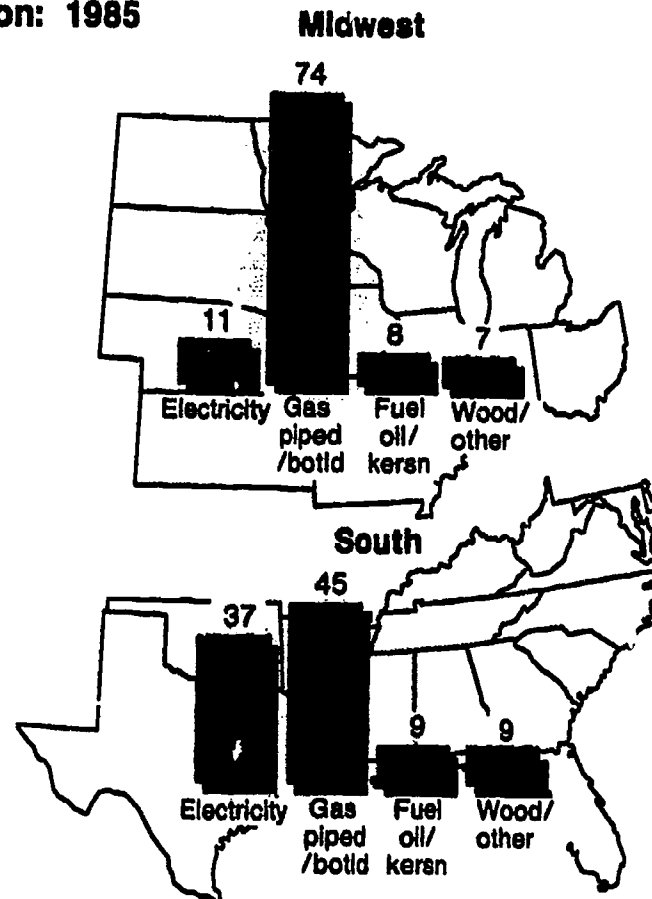 on: 1985
Midwest
74
11
8
7
Electricity
Gas
piped
/botld
Fuel
oil/
kersn
Wood/
other
South
45
37
9
9
Electricity
Gas
piped
/botld
Fuel
oil/
kersn
Wood/
other